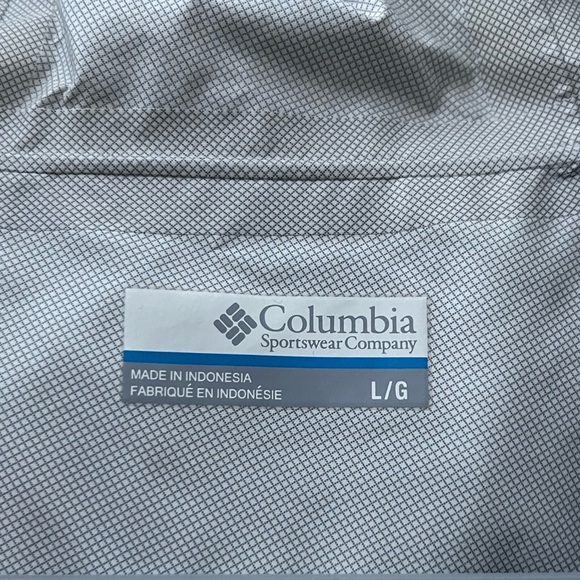 Columbia
Sportswear Company
MADE IN INDONESIA
FABRIQUÉ EN INDONÉSIE
L/G